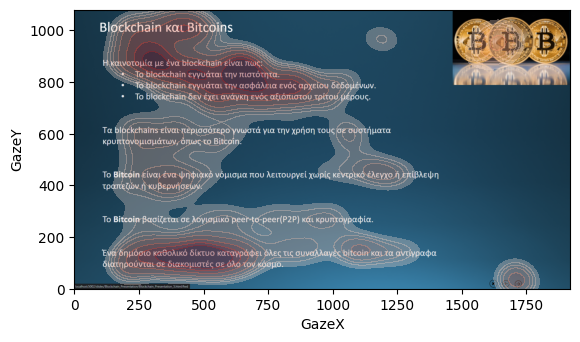 Blockchain και Bitcoins
Η καινοτομία με ένα blockchain είναι πως:
• Το blockchain εγγυάται την πιστότητα.
• Το blockchain εγγυάται την ασφάλεια ενός αρχείου δεδομένων.
• Το blockchain δεν έχει ανάγκη ενός αξιόπιστου τρίτου μέρους.
Τα blockchains είναι περισσότερο γνωστά για την χρήση τους σε συστήματα
κρυπτονομισμάτων, όπως το Bitcoin.
Το Bitcoin είναι ένα ψηφιακό νόμισμα που λειτουργεί χωρίς κεντρικό έλεγχο ή επίβλεψη
τραπεζών ή κυβερνήσεων.
Το Bitcoin βασίζεται σε λογισμικό peer-to-peer(P2P) και κρυπτογραφία.
Ένα δημόσιο καθολικό δίκτυο καταγράφει όλες τις συναλλαγές bitcoin και τα αντίγραφα
διατηρούνται σε διακομιστές σε όλο τον κόσμο.
GazeY
1000
800
600
400
200
0
0 250 500 750 1000 1250 1500 1750
GazeX